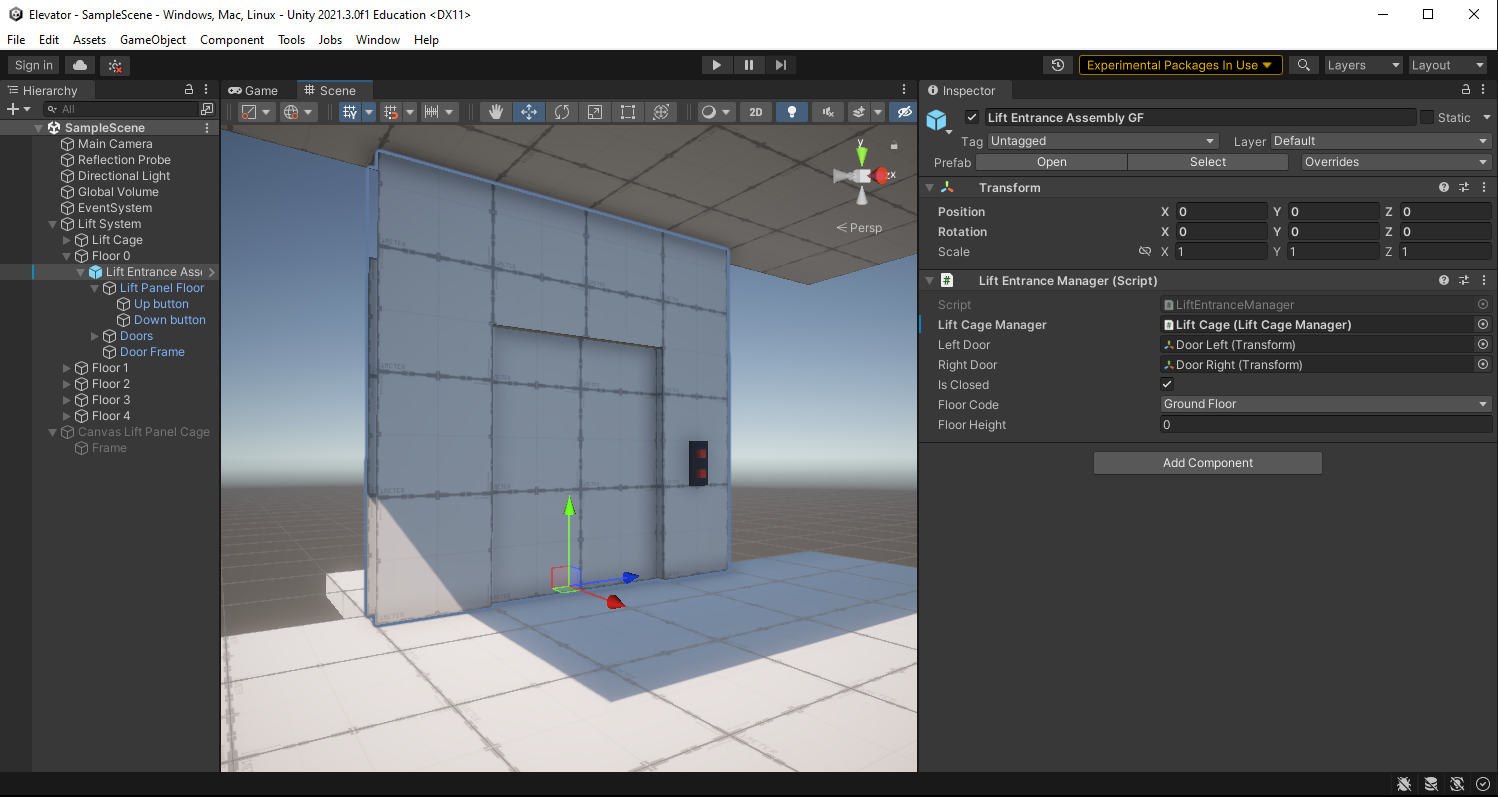 Elevator - SampleScene - Windows, Mac, Linux - Unity 2021.3.0f1 Education <DX11>
File Edit Assets GameObject Component Tools Jobs Window Help
Sign in
Experimental Packages In Use
Layers
Layout
Hierarchy
All
SampleScene
Main Camera
Reflection Probe
Directional Light
Global Volume
EventSystem
Lift System
Lift Cage
Floor 0
Lift Entrance Asse
Lift Panel Floor
Up button
Down button
Doors
Door Frame
Floor 1
Floor 2
Floor 3
Floor 4
Canvas Lift Panel Cage
Frame
Game
Scene
2D
y
z x
< Persp
Inspector
Lift Entrance Assembly GF
Static
Tag Untagged
Layer Default
Prefab Open Select Overrides
Transform
Position X 0 Y 0 Z 0
Rotation X 0 Y 0 Z 0
Scale X 1 Y 1 Z 1
# Lift Entrance Manager (Script)
Script # LiftEntranceManager
Lift Cage Manager # Lift Cage (Lift Cage Manager)
Left Door Door Left (Transform)
Right Door Door Right (Transform)
Is Closed
Floor Code Ground Floor
Floor Height 0
Add Component